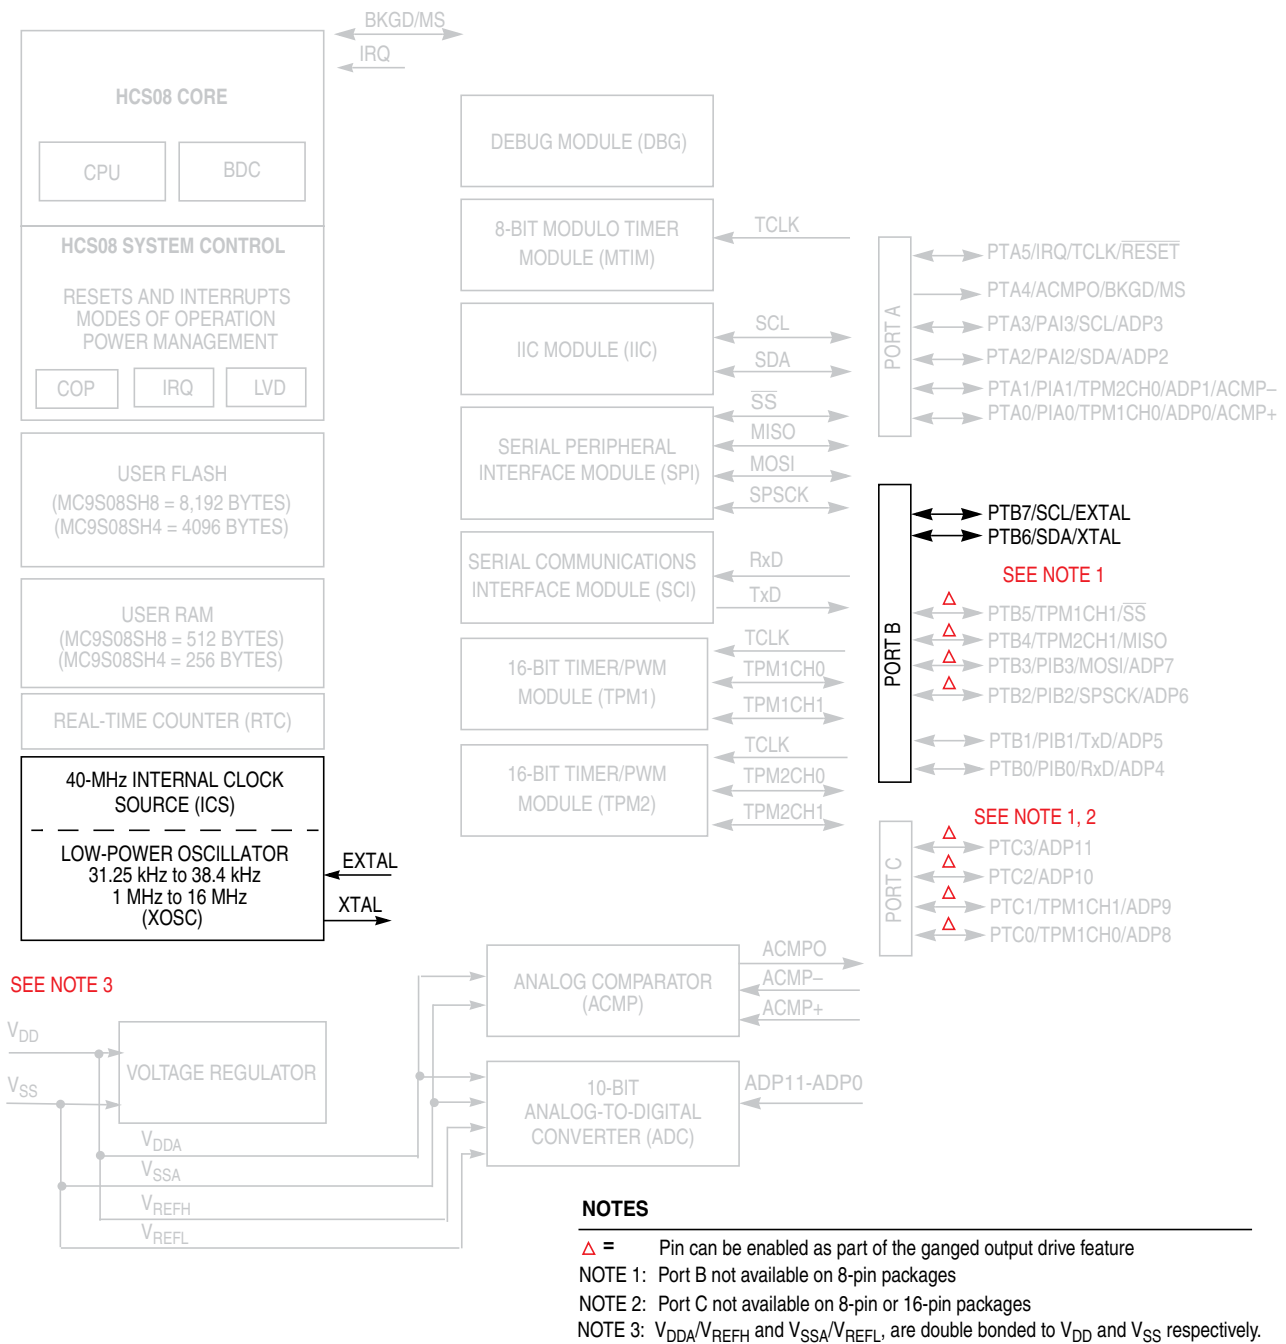 BKGD/MS
IRQ
HCS08 CORE
CPU
BDC
HCS08 SYSTEM CONTROL
RESETS AND INTERRUPTS
MODES OF OPERATION
POWER MANAGEMENT
COP
IRQ
LVD
USER FLASH
(MC9S08SH8 = 8,192 BYTES)
(MC9S08SH4 = 4096 BYTES)
USER RAM
(MC9S08SH8 = 512 BYTES)
(MC9S08SH4 = 256 BYTES)
REAL-TIME COUNTER (RTC)
40-MHz INTERNAL CLOCK
SOURCE (ICS)
LOW-POWER OSCILLATOR
31.25 kHz to 38.4 kHz
1 MHz to 16 MHz
(XOSC)
EXTAL
XTAL
SEE NOTE 3
VDD
VSS
VOLTAGE REGULATOR
VDDA
VSSA
VREFH
VREFL
DEBUG MODULE (DBG)
8-BIT MODULO TIMER
MODULE (MTIM)
TCLK
IIC MODULE (IIC)
SCL
SDA
SERIAL PERIPHERAL
INTERFACE MODULE (SPI)
SS
MISO
MOSI
SPSCK
SERIAL COMMUNICATIONS
INTERFACE MODULE (SCI)
RxD
TxD
16-BIT TIMER/PWM
MODULE (TPM1)
TCLK
TPM1CH0
TPM1CH1
16-BIT TIMER/PWM
MODULE (TPM2)
TCLK
TPM2CH0
TPM2CH1
ANALOG COMPARATOR
(ACMP)
ACMPO
ACMP–
ACMP+
10-BIT
ANALOG-TO-DIGITAL
CONVERTER (ADC)
ADP11-ADP0
PORT A
PTA5/IRQ/TCLK/RESET
PTA4/ACMPO/BKGD/MS
PTA3/PAI3/SCL/ADP3
PTA2/PAI2/SDA/ADP2
PTA1/PIA1/TPM2CH0/ADP1/ACMP–
PTA0/PIA0/TPM1CH0/ADP0/ACMP+
PORT B
PTB7/SCL/EXTAL
PTB6/SDA/XTAL
SEE NOTE 1
PTB5/TPM1CH1/SS
PTB4/TPM2CH1/MISO
PTB3/PIB3/MOSI/ADP7
PTB2/PIB2/SPSCK/ADP6
PTB1/PIB1/TxD/ADP5
PTB0/PIB0/RxD/ADP4
SEE NOTE 1, 2
PORT C
PTC3/ADP11
PTC2/ADP10
PTC1/TPM1CH1/ADP9
PTC0/TPM1CH0/ADP8
NOTES
△ = Pin can be enabled as part of the ganged output drive feature
NOTE 1: Port B not available on 8-pin packages
NOTE 2: Port C not available on 8-pin or 16-pin packages
NOTE 3: VDDA/VREFH and VSSA/VREFL, are double bonded to VDD and VSS respectively.